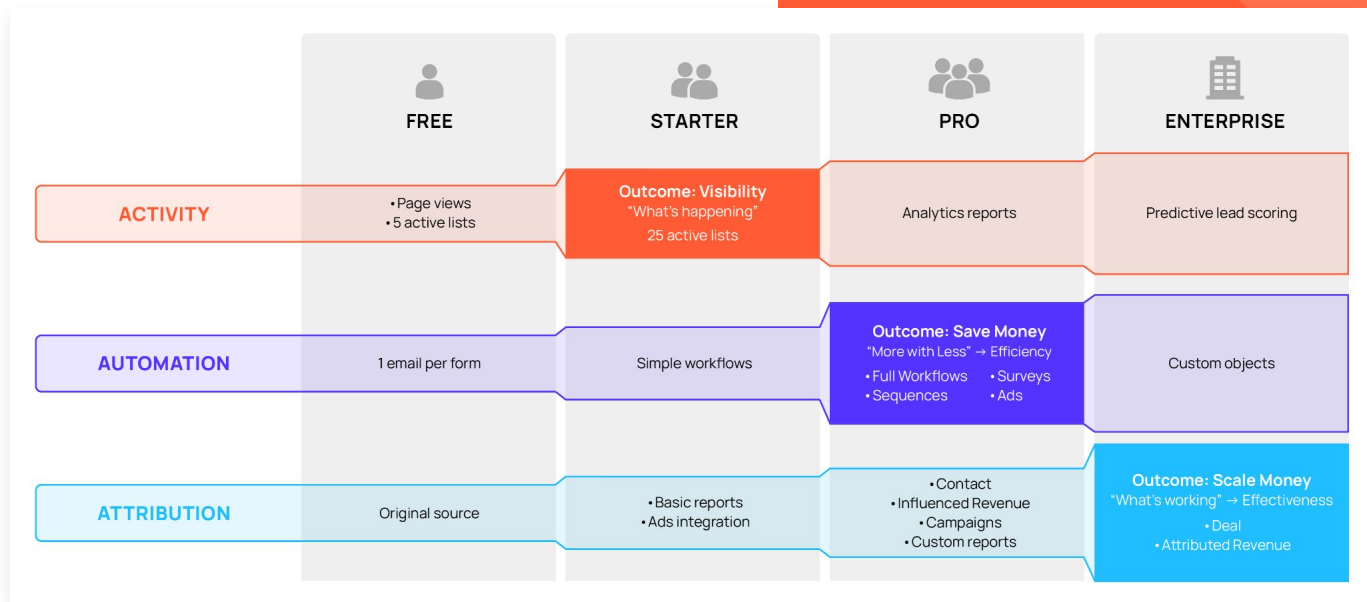 FREE
STARTER
PRO
ENTERPRISE
ACTIVITY
•Page views
•5 active lists
Outcome: Visibility
“What’s happening”
25 active lists
Analytics reports
Predictive lead scoring
AUTOMATION
1 email per form
Simple workflows
Outcome: Save Money
“More with Less” → Efficiency
•Full Workflows •Surveys
•Sequences •Ads
Custom objects
ATTRIBUTION
Original source
•Basic reports
•Ads integration
•Contact
•Influenced Revenue
•Campaigns
•Custom reports
Outcome: Scale Money
“What’s working” → Effectiveness
•Deal
•Attributed Revenue